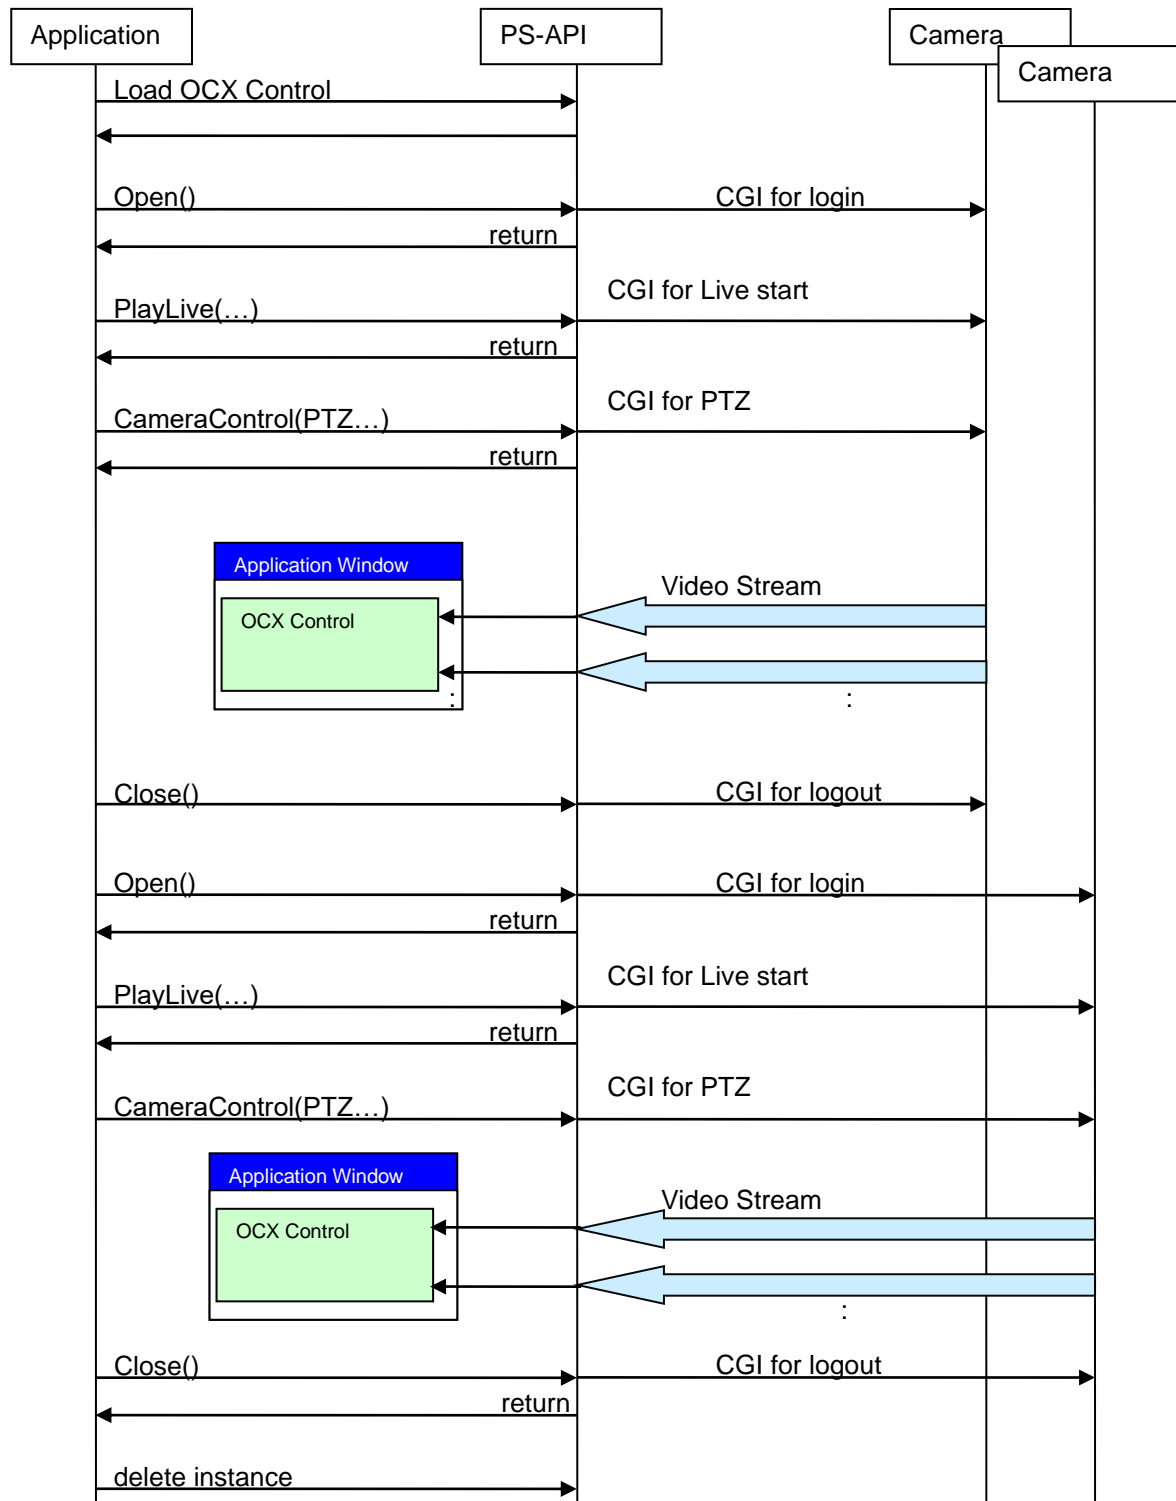 Application
PS-API
Camera
Camera
Load OCX Control
Open()
CGI for login
return
CGI for Live start
PlayLive(…)
return
CGI for PTZ
CameraControl(PTZ…)
return
Application Window
Video Stream
OCX Control
:
:
Close()
CGI for logout
Open()
CGI for login
return
CGI for Live start
PlayLive(…)
return
CGI for PTZ
CameraControl(PTZ…)
Application Window
Video Stream
OCX Control
:
Close()
CGI for logout
return
delete instance